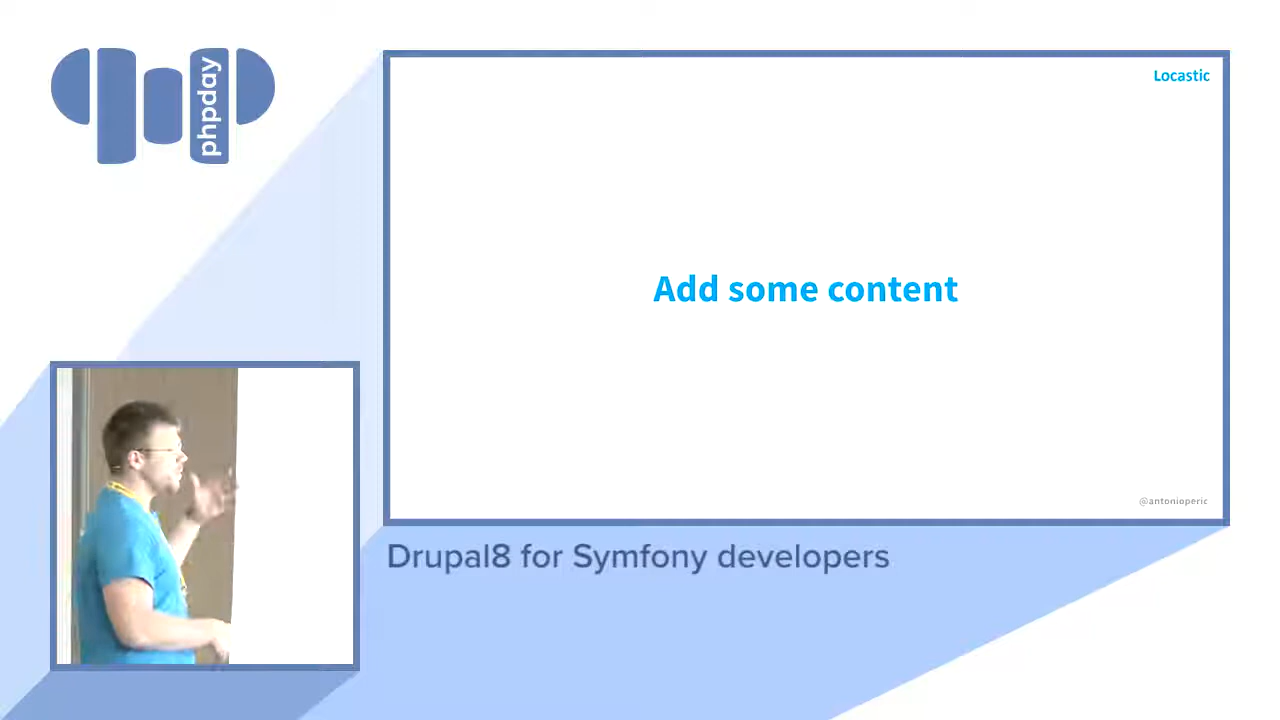 phpday
Locastic
Add some content
@antonioperic
Drupal8 for Symfony developers